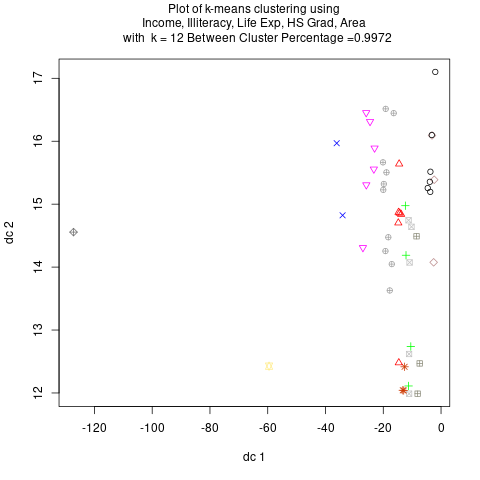 Plot of k-means clustering using
Income, Illiteracy, Life Exp, HS Grad, Area
with k = 12 Between Cluster Percentage =0.9972
17
16
15
14
13
12
dc 2
-120 -100 -80 -60 -40 -20 0
dc 1